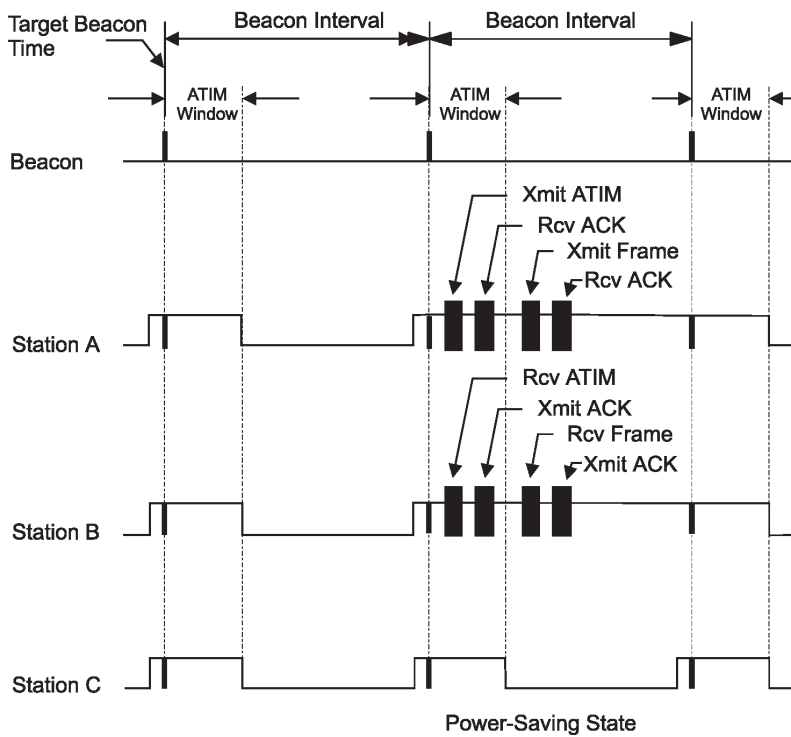 Target Beacon
Time
Beacon Interval
Beacon Interval
ATIM
Window
ATIM
Window
ATIM
Window
Beacon
Xmit ATIM
Rcv ACK
Xmit Frame
Rcv ACK
Station A
Rcv ATIM
Xmit ACK
Rcv Frame
Xmit ACK
Station B
Station C
Power-Saving State